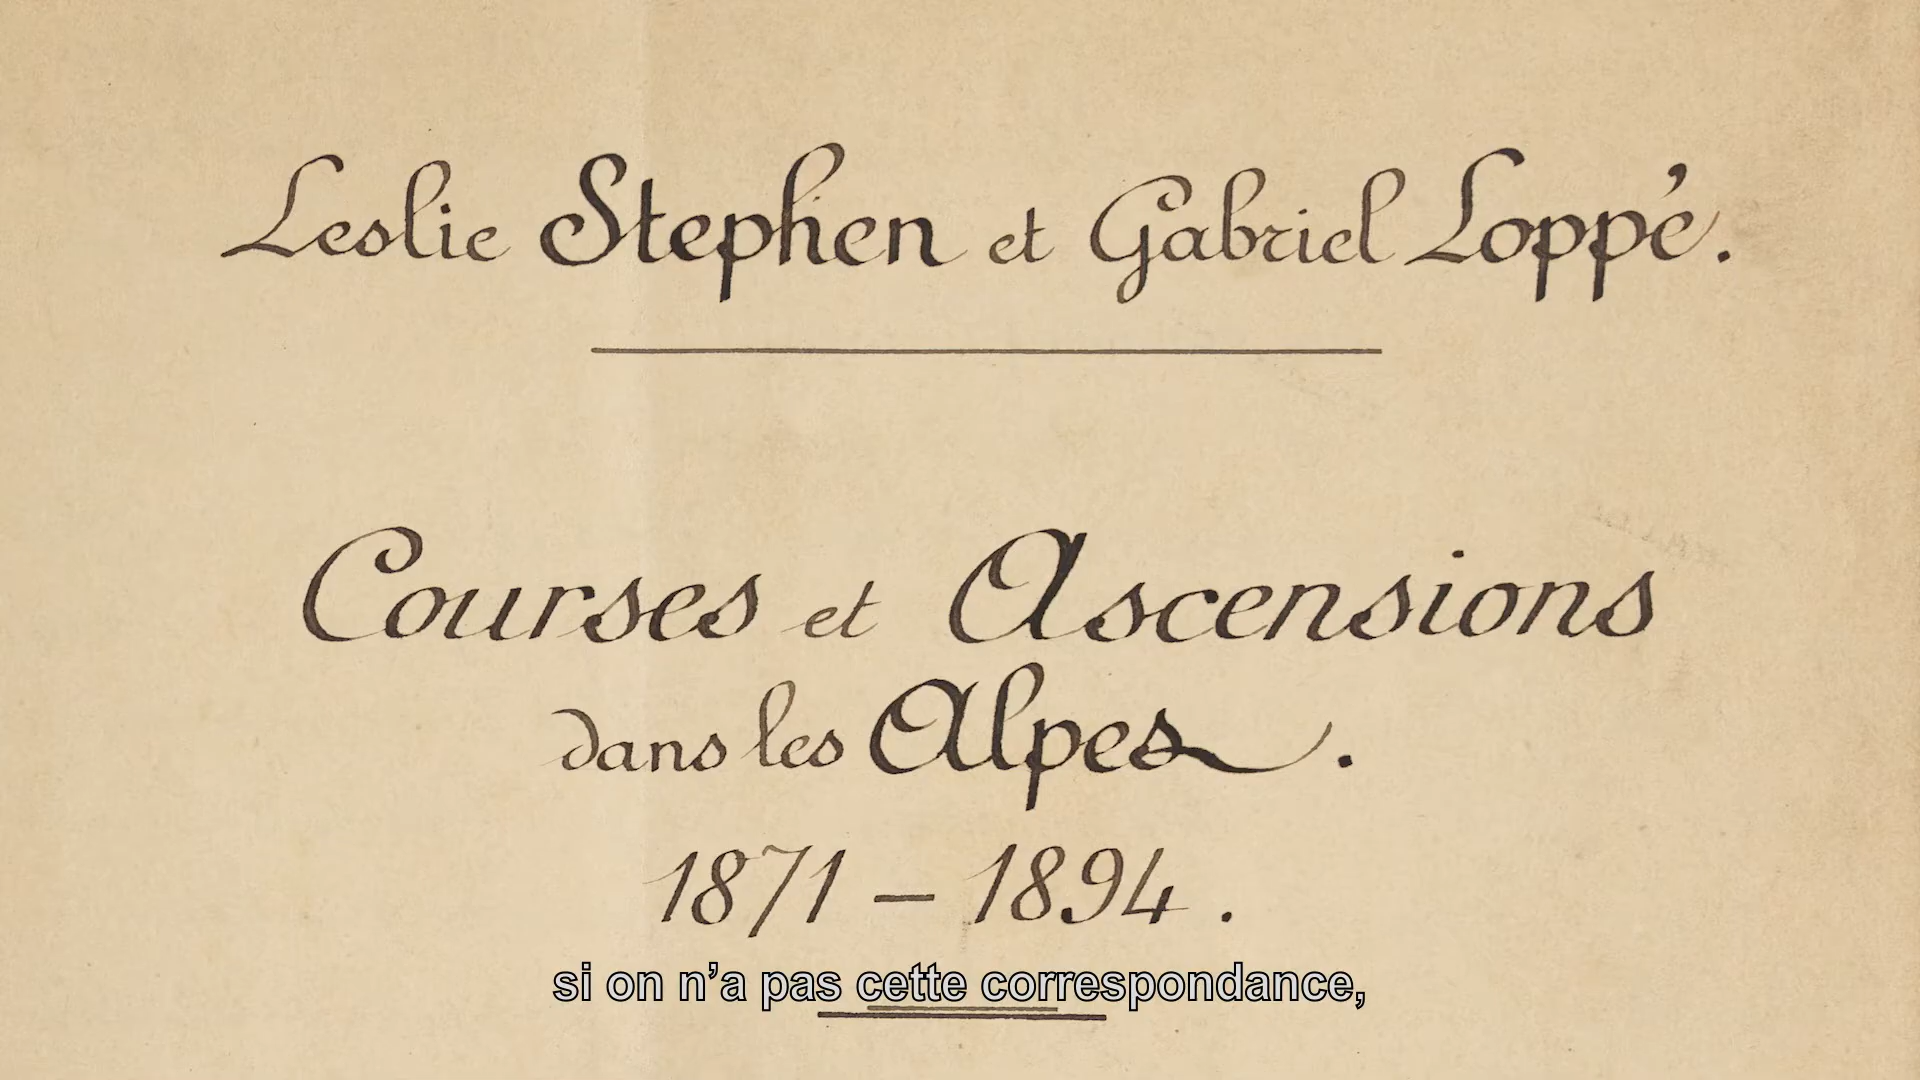 Leslie Stephen et Gabriel Loppé.
Courses et Ascensions
dans les Alpes.
1871 — 1894.
si on n’a pas cette correspondance,